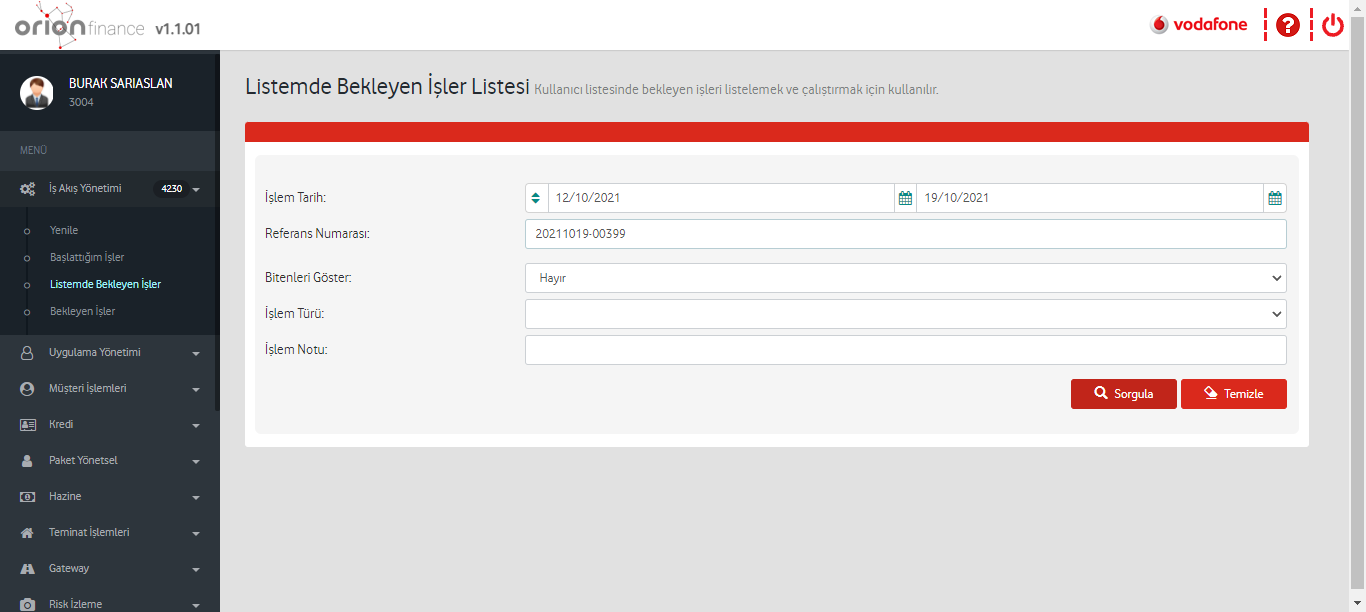 orionfinance v1.1.01
vodafone
BURAK SARIASLAN
3004
MENÜ
İş Akış Yönetimi 4230
Yenile
Başlattığım İşler
Listemde Bekleyen İşler
Bekleyen İşler
Uygulama Yönetimi
Müşteri İşlemleri
Kredi
Paket Yönetsel
Hazine
Teminat İşlemleri
Gateway
Risk İzleme
Listemde Bekleyen İşler Listesi Kullanıcı listesinde bekleyen işleri listelemek ve çalıştırmak için kullanılır.
İşlem Tarih: 12/10/2021 19/10/2021
Referans Numarası: 20211019-00399
Bitenleri Göster: Hayır
İşlem Türü:
İşlem Notu:
Sorgula Temizle